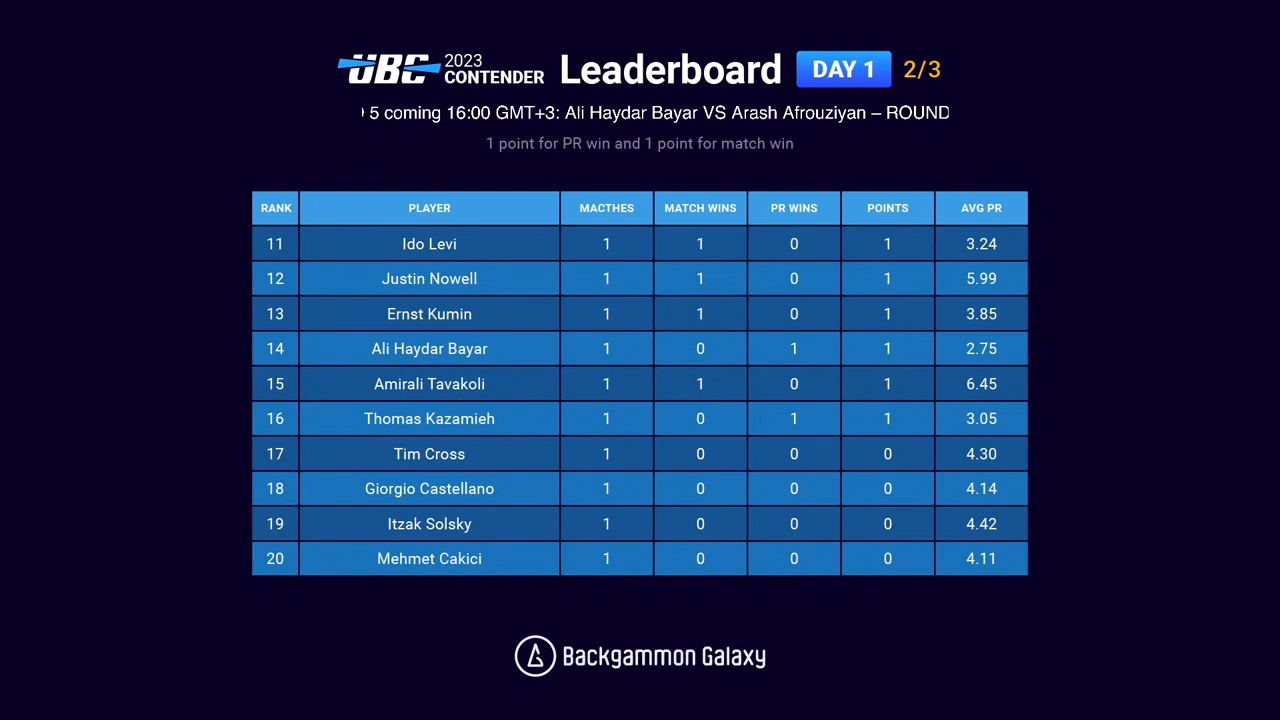 UBC 2023 CONTENDER Leaderboard DAY 1 2/3
5 coming 16:00 GMT+3: Ali Haydar Bayar VS Arash Afrouziyan – ROUND
1 point for PR win and 1 point for match win
RANK PLAYER MACTHES MATCH WINS PR WINS POINTS AVG PR
11 Ido Levi 1 1 0 1 3.24
12 Justin Nowell 1 1 0 1 5.99
13 Ernst Kumin 1 1 0 1 3.85
14 Ali Haydar Bayar 1 0 1 1 2.75
15 Amirali Tavakoli 1 1 0 1 6.45
16 Thomas Kazamieh 1 0 1 1 3.05
17 Tim Cross 1 0 0 0 4.30
18 Giorgio Castellano 1 0 0 0 4.14
19 Itzak Solsky 1 0 0 0 4.42
20 Mehmet Cakici 1 0 0 0 4.11
Backgammon Galaxy